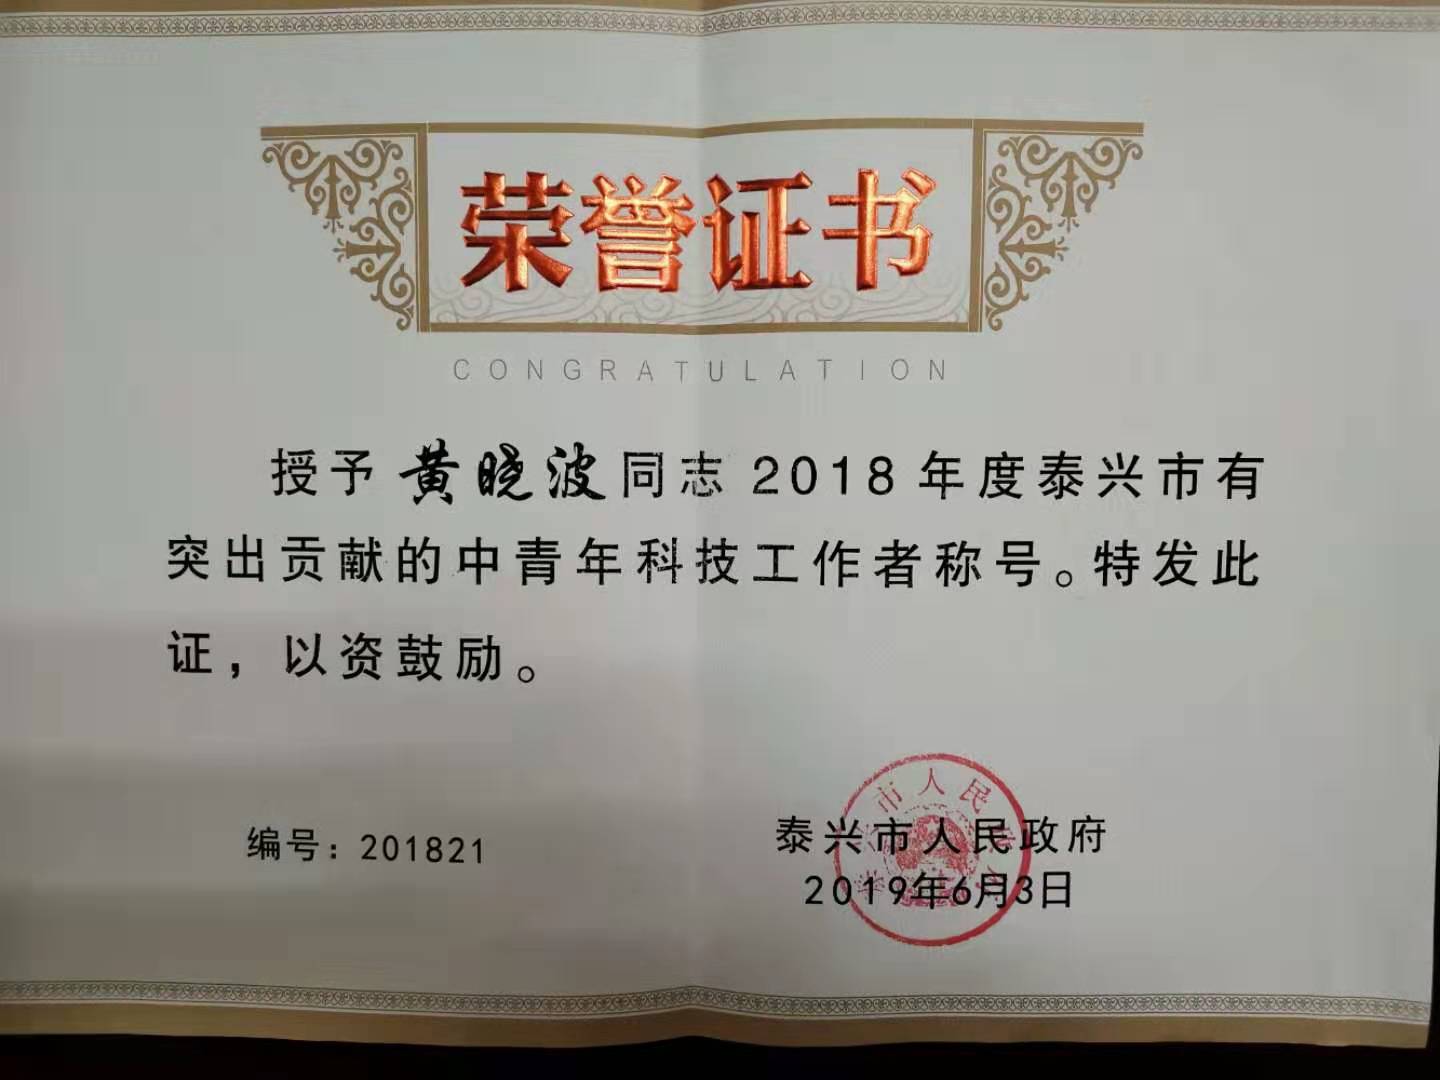 荣誉证书
CONGRATULATION
授予黄晓波同志2018年度泰兴市有
突出贡献的中青年科技工作者称号。特发此
证，以资鼓励。
编号：201821
泰兴市人民政府
2019年6月3日